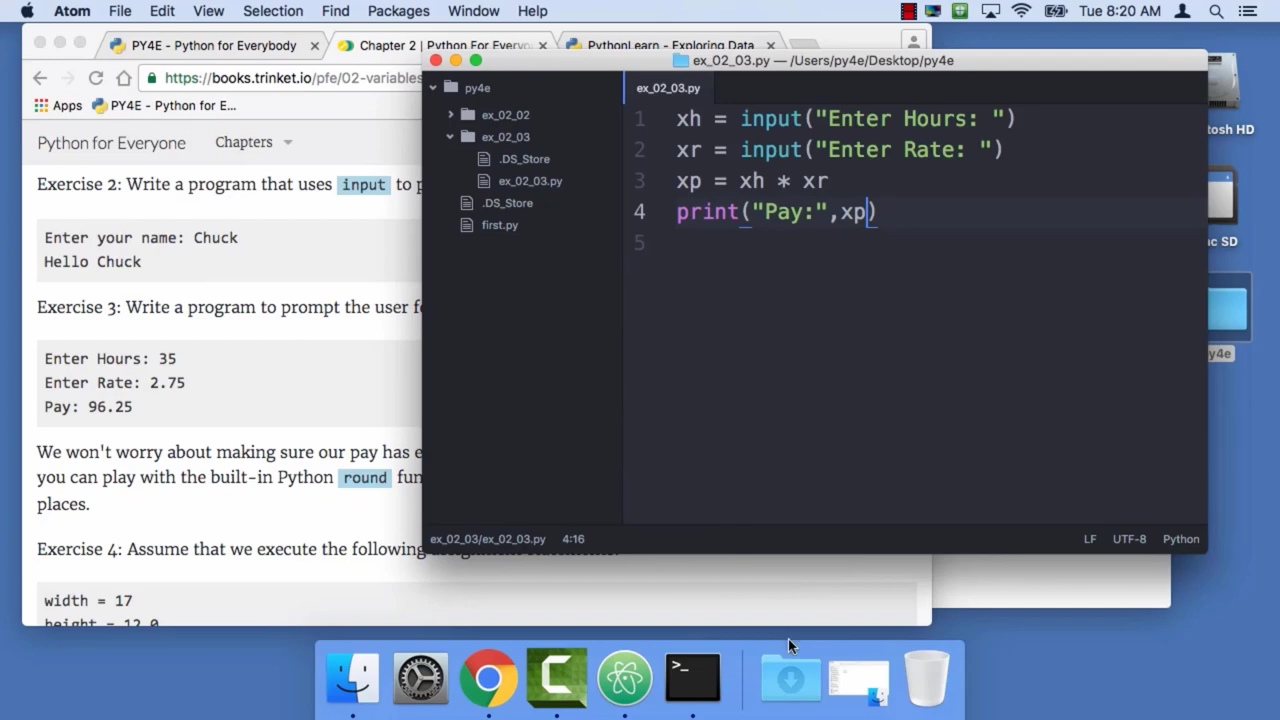 Atom File Edit View Selection Find Packages Window Help Tue 8:20 AM
PY4E - Python for Everybody Chapter 2 | Python For Everyo PythonLearn - Exploring Data
https://books.trinket.io/pfe/02-variables
Apps PY4E - Python for E...
Python for Everyone Chapters
Exercise 2: Write a program that uses input to
Enter your name: Chuck
Hello Chuck
Exercise 3: Write a program to prompt the user
Enter Hours: 35
Enter Rate: 2.75
Pay: 96.25
We won't worry about making sure our pay has
you can play with the built-in Python round
places.
Exercise 4: Assume that we execute the following
width = 17
height = 12.0
ex_02_03.py — /Users/py4e/Desktop/py4e
py4e
ex_02_02
ex_02_03
.DS_Store
ex_02_03.py
.DS_Store
first.py
ex_02_03.py
1 xh = input("Enter Hours: ")
2 xr = input("Enter Rate: ")
3 xp = xh * xr
4 print("Pay:",xp)
5
ex_02_03/ex_02_03.py 4:16 LF UTF-8 Python
tosh HD
c SD
y4e
>_